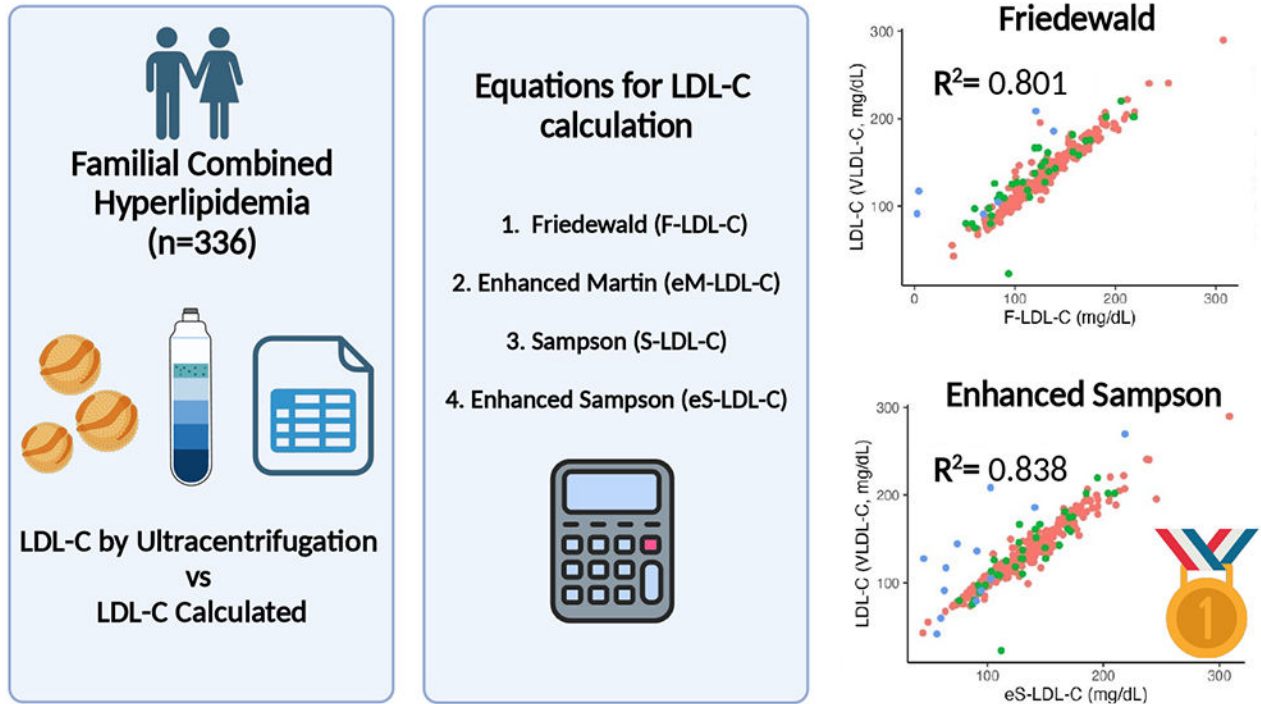 Familial Combined
Hyperlipidemia
(n=336)
LDL-C by Ultracentrifugation
vs
LDL-C Calculated
Equations for LDL-C
calculation
1. Friedewald (F-LDL-C)
2. Enhanced Martin (eM-LDL-C)
3. Sampson (S-LDL-C)
4. Enhanced Sampson (eS-LDL-C)
Friedewald
R²= 0.801
LDL-C (VLDL-C, mg/dL)
300
200
100
0 100 200 300
F-LDL-C (mg/dL)
Enhanced Sampson
R²= 0.838
LDL-C (VLDL-C, mg/dL)
300
200
100
1
100 200 300
eS-LDL-C (mg/dL)